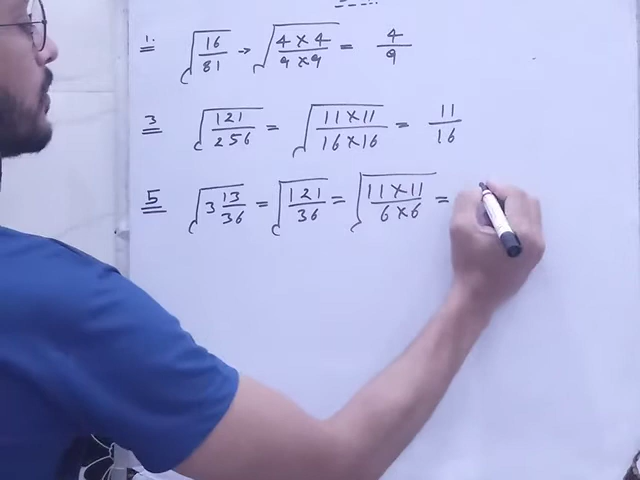 1. √(16/81) → √(4×4/9×9) = 4/9
3 √(121/256) = √(11×11/16×16) = 11/16
5 √(3 13/36) = √(121/36) = √(11×11/6×6) =